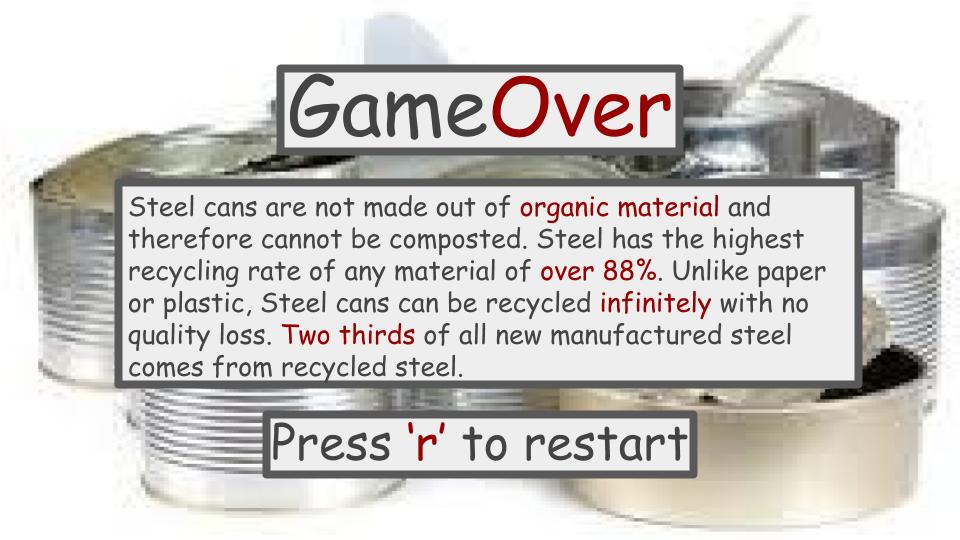 GameOver
Steel cans are not made out of organic material and
therefore cannot be composted. Steel has the highest
recycling rate of any material of over 88%. Unlike paper
or plastic, Steel cans can be recycled infinitely with no
quality loss. Two thirds of all new manufactured steel
comes from recycled steel.
Press ‘r’ to restart